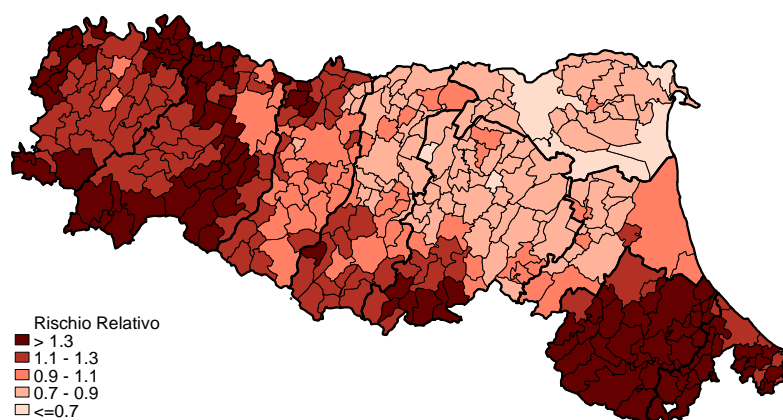 Rischio Relativo
> 1.3
1.1 - 1.3
0.9 - 1.1
0.7 - 0.9
<=0.7